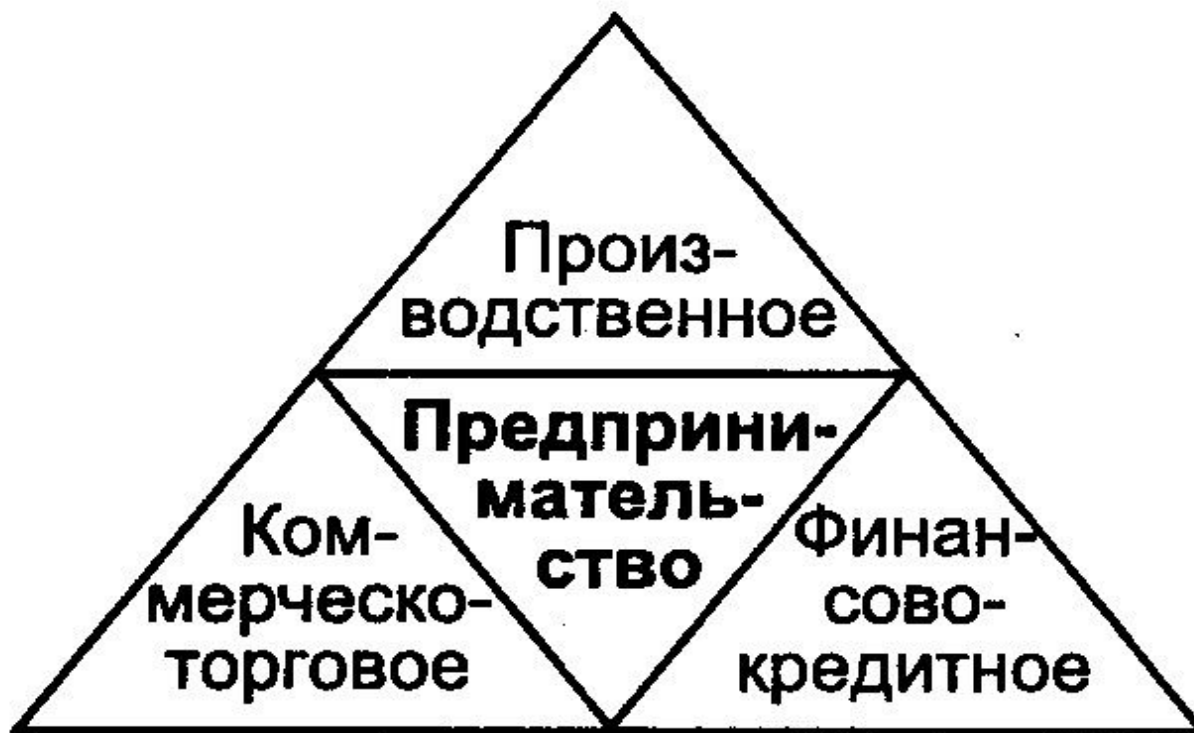 Произ-
водственное
Предприни-
матель-
ство
Ком-
мерческо-
торговое
Финан-
сово-
кредитное